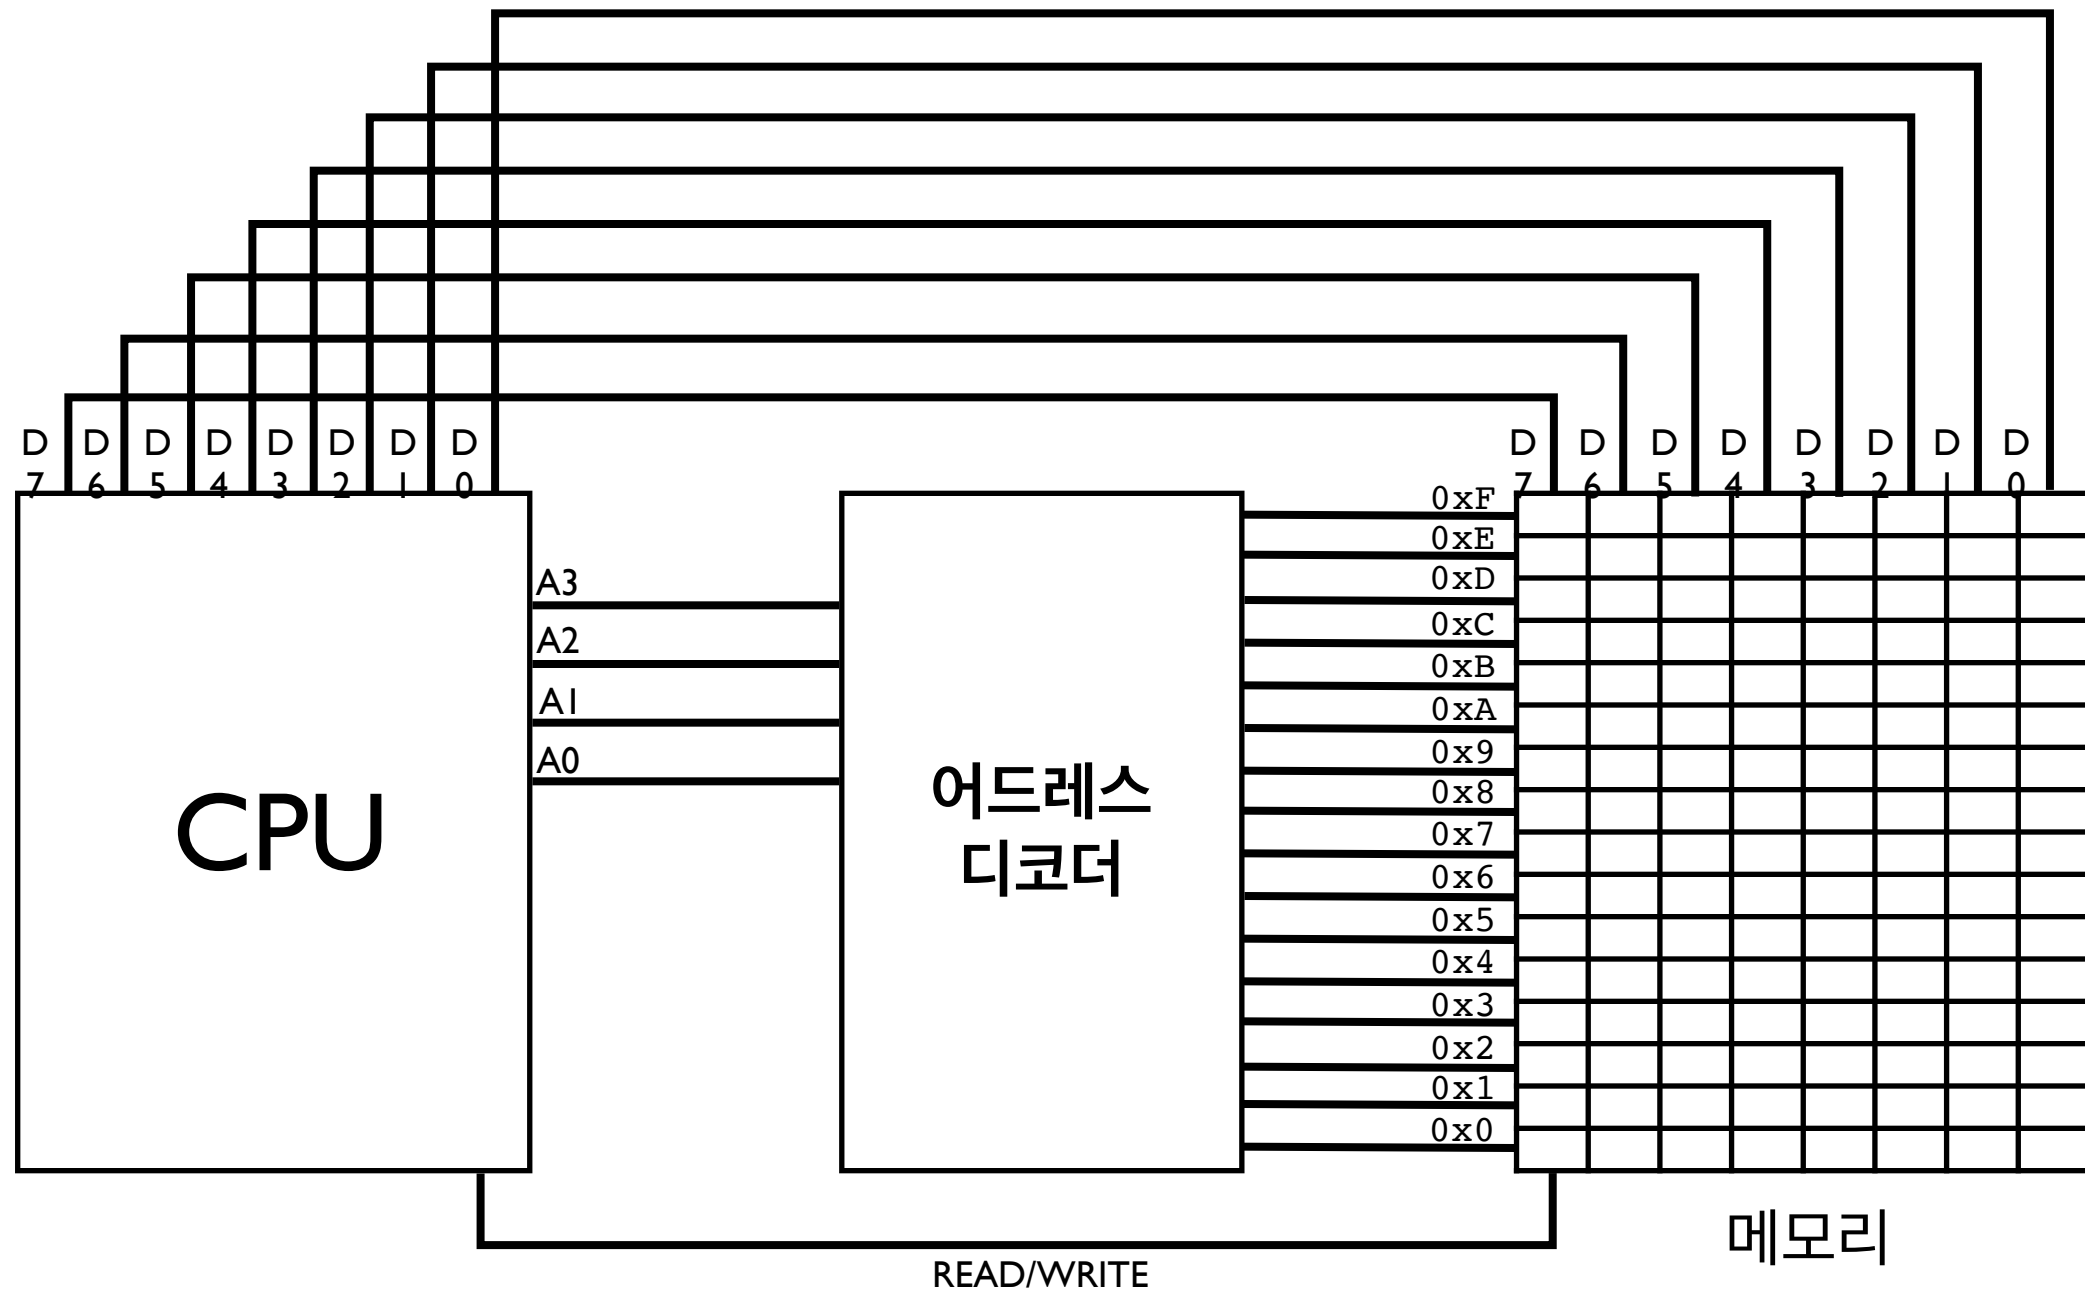 D D D D D D D D
7 6 5 4 3 2 1 0
D D D D D D D D
7 6 5 4 3 2 1 0
CPU
A3
A2
A1
A0
어드레스
디코더
0xF
0xE
0xD
0xC
0xB
0xA
0x9
0x8
0x7
0x6
0x5
0x4
0x3
0x2
0x1
0x0
메모리
READ/WRITE